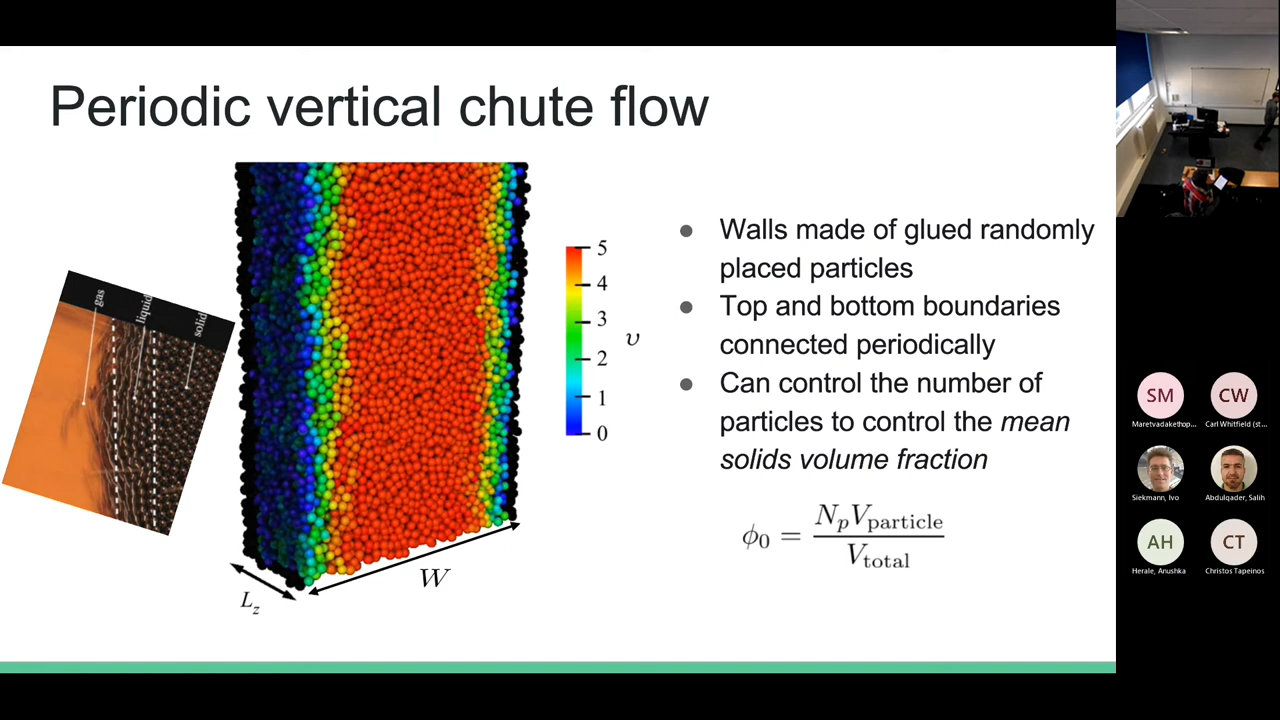 Periodic vertical chute flow
gas
liquid
solid
5
4
3
2
1
0
υ
W
L_z
● Walls made of glued randomly
placed particles
● Top and bottom boundaries
connected periodically
● Can control the number of
particles to control the mean
solids volume fraction
ϕ_0 = N_p V_particle / V_total
SM
CW
Maretvadakethop...
Carl Whitfield (st...
Siekmann, Ivo
Abdulqader, Salih
AH
CT
Herale, Anushka
Christos Tapeinos